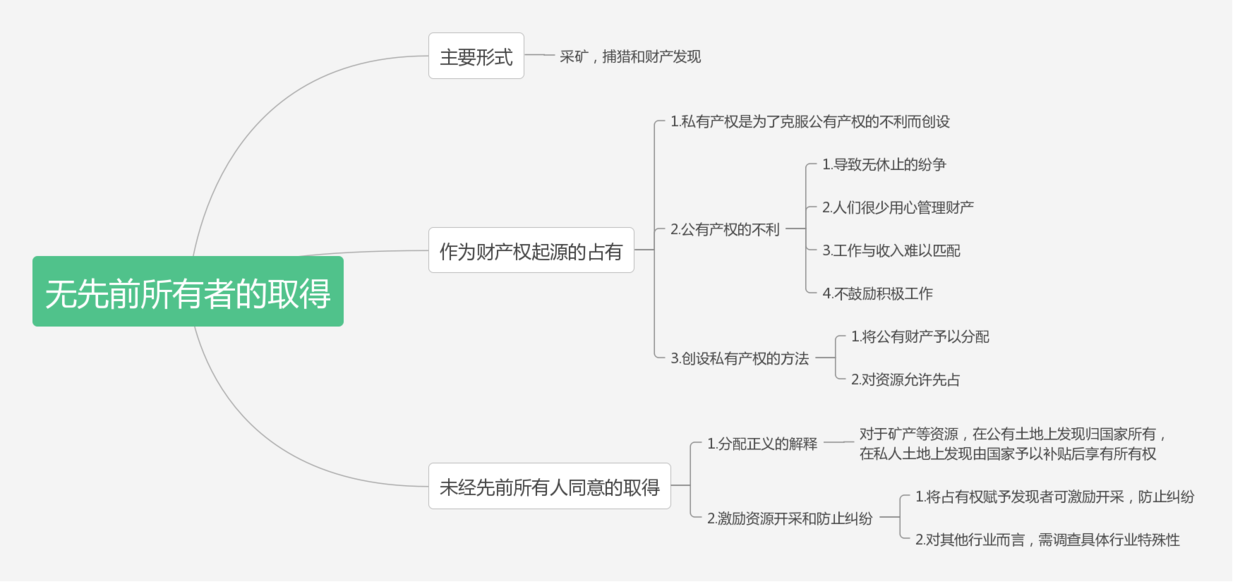 无先前所有者的取得
主要形式
采矿，捕猎和财产发现
作为财产权起源的占有
1.私有产权是为了克服公有产权的不利而创设
2.公有产权的不利
1.导致无休止的纷争
2.人们很少用心管理财产
3.工作与收入难以匹配
4.不鼓励积极工作
3.创设私有产权的方法
1.将公有财产予以分配
2.对资源允许先占
未经先前所有人同意的取得
1.分配正义的解释
对于矿产等资源，在公有土地上发现归国家所有，
在私人土地上发现由国家予以补贴后享有所有权
2.激励资源开采和防止纠纷
1.将占有权赋予发现者可激励开采，防止纠纷
2.对其他行业而言，需调查具体行业特殊性